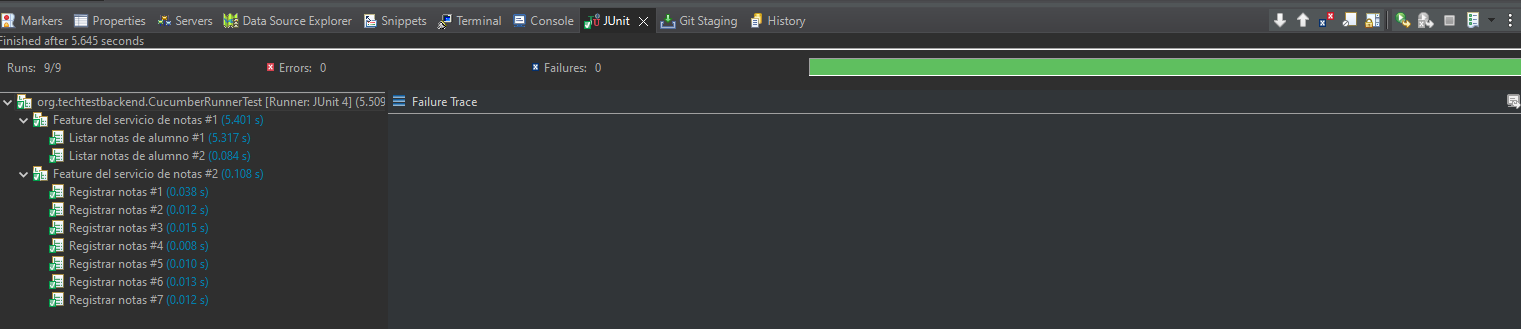 Markers Properties Servers Data Source Explorer Snippets Terminal Console JUnit Git Staging History
Finished after 5.645 seconds
Runs: 9/9 Errors: 0 Failures: 0
org.techtestbackend.CucumberRunnerTest [Runner: JUnit 4] (5.509
Failure Trace
Feature del servicio de notas #1 (5.401 s)
Listar notas de alumno #1 (5.317 s)
Listar notas de alumno #2 (0.084 s)
Feature del servicio de notas #2 (0.108 s)
Registrar notas #1 (0.038 s)
Registrar notas #2 (0.012 s)
Registrar notas #3 (0.015 s)
Registrar notas #4 (0.008 s)
Registrar notas #5 (0.010 s)
Registrar notas #6 (0.013 s)
Registrar notas #7 (0.012 s)